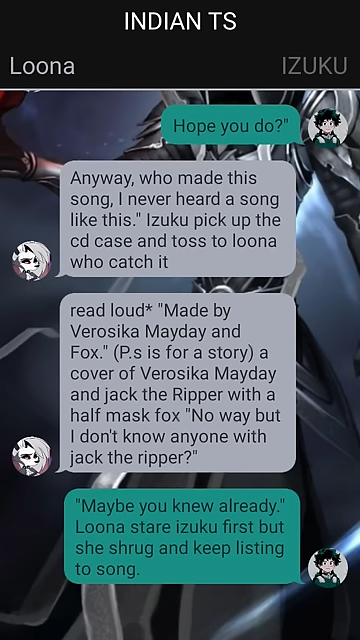 INDIAN TS
Loona IZUKU
Hope you do?"
Anyway, who made this
song, I never heard a song
like this." Izuku pick up the
cd case and toss to loona
who catch it
read loud* "Made by
Verosika Mayday and
Fox." (P.s is for a story) a
cover of Verosika Mayday
and jack the Ripper with a
half mask fox "No way but
I don't know anyone with
jack the ripper?"
"Maybe you knew already."
Loona stare izuku first but
she shrug and keep listing
to song.